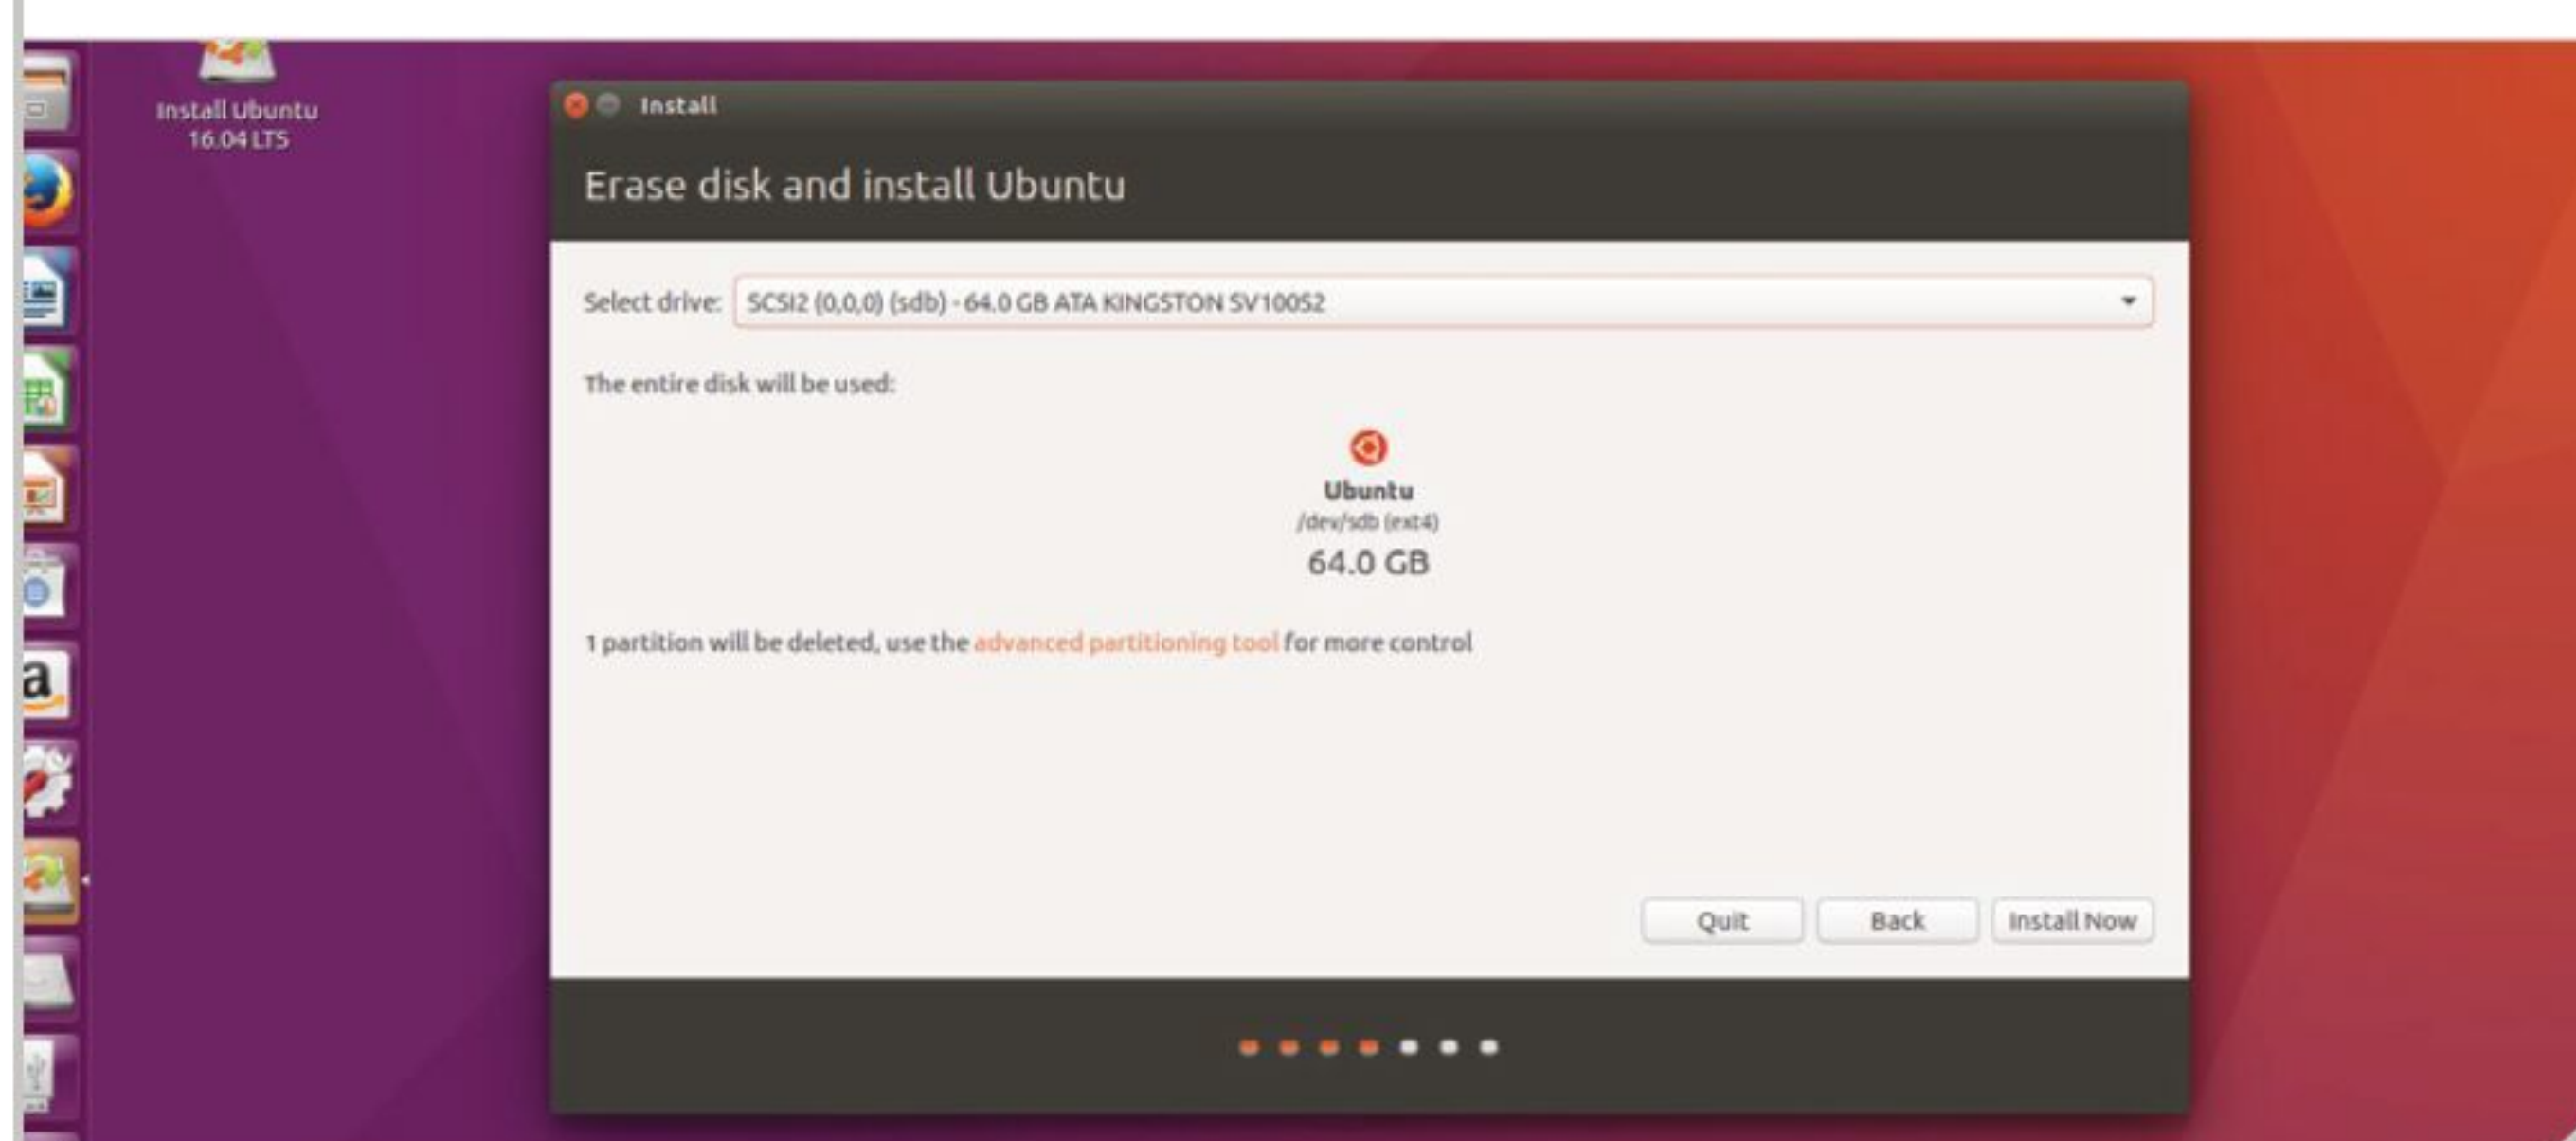 Install Ubuntu
16.04 LTS
Install
Erase disk and install Ubuntu
Select drive: SCSI2 (0,0,0) (sdb) - 64.0 GB ATA KINGSTON SV100S2
The entire disk will be used:
Ubuntu
/dev/sdb (ext4)
64.0 GB
1 partition will be deleted, use the advanced partitioning tool for more control
a
Quit Back Install Now